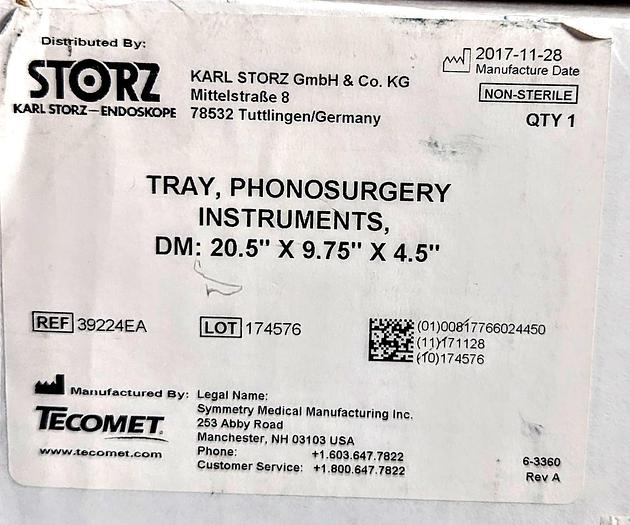 Distributed By:
STORZ
KARL STORZ—ENDOSKOPE
KARL STORZ GmbH & Co. KG
Mittelstraße 8
78532 Tuttlingen/Germany
2017-11-28
Manufacture Date
NON-STERILE
QTY 1
TRAY, PHONOSURGERY
INSTRUMENTS,
DM: 20.5" X 9.75" X 4.5"
REF 39224EA
LOT 174576
(01)00817766024450
(11)171128
(10)174576
Manufactured By:
TECOMET
www.tecomet.com
Legal Name:
Symmetry Medical Manufacturing Inc.
253 Abby Road
Manchester, NH 03103 USA
Phone: +1.603.647.7822
Customer Service: +1.800.647.7822
6-3360
Rev A